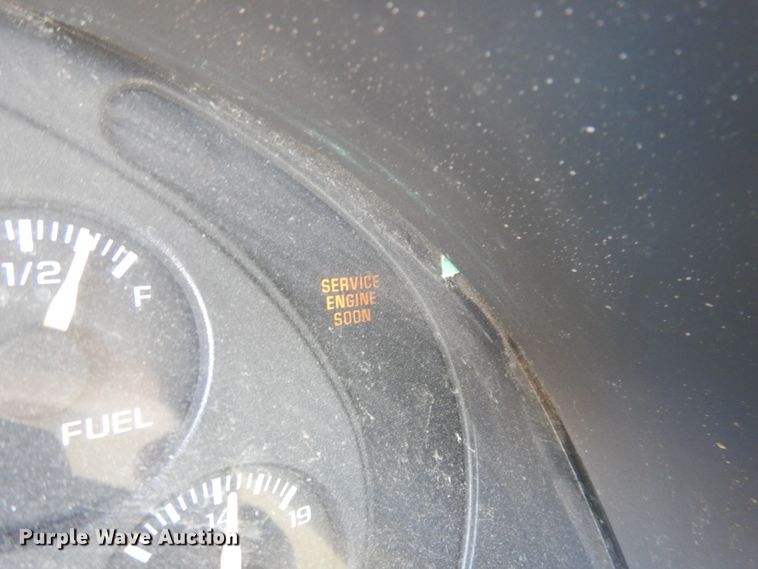 SERVICE
ENGINE
SOON
1/2
F
FUEL
14
19
Purple Wave Auction